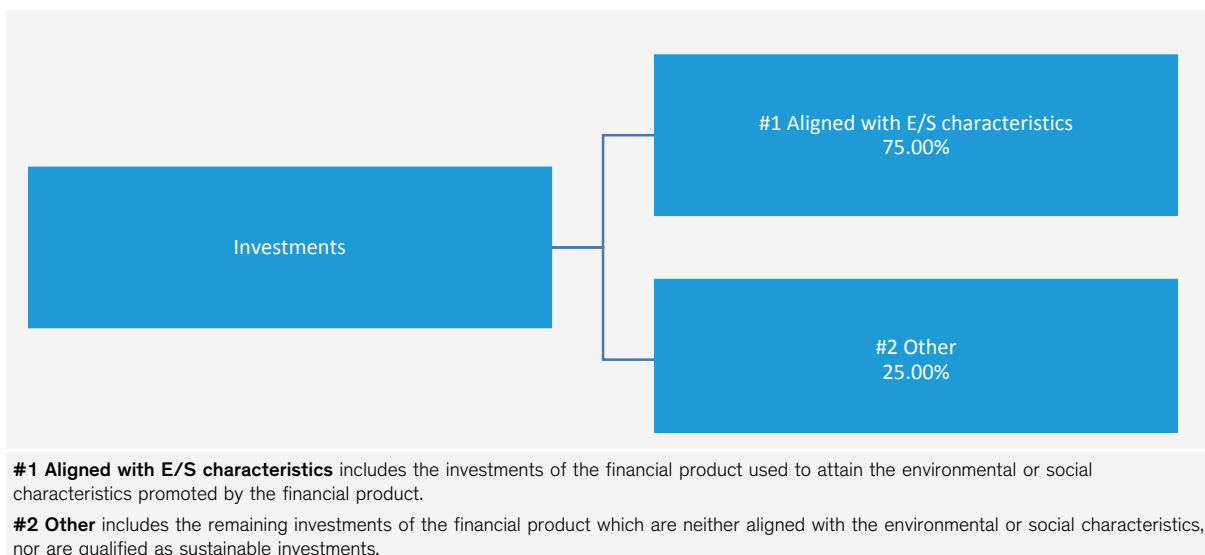 #1 Aligned with E/S characteristics
75.00%
Investments
#2 Other
25.00%
#1 Aligned with E/S characteristics includes the investments of the financial product used to attain the environmental or social
characteristics promoted by the financial product.
#2 Other includes the remaining investments of the financial product which are neither aligned with the environmental or social characteristics,
nor are qualified as sustainable investments.